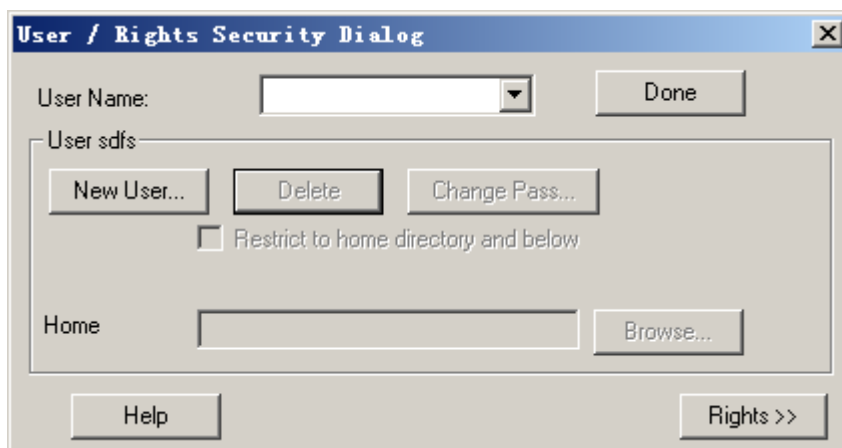 User / Rights Security Dialog
User Name:
Done
User sdfs
New User... Delete Change Pass...
Restrict to home directory and below
Home
Browse...
Help
Rights >>